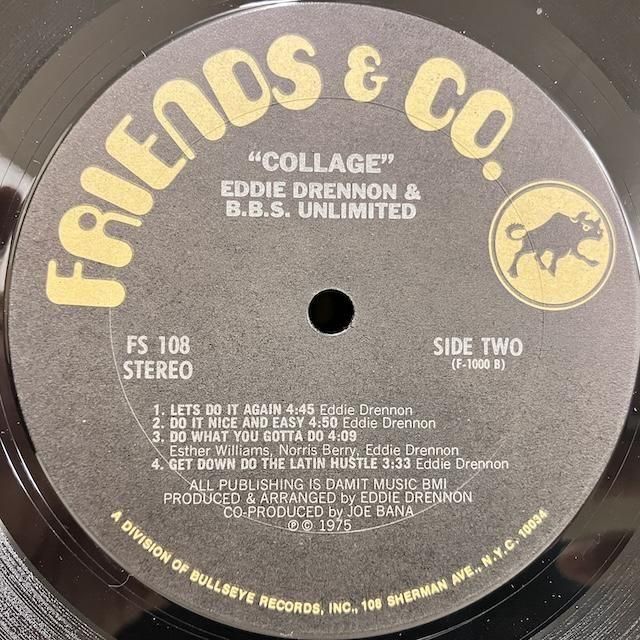 FRIENDS & CO.
"COLLAGE"
EDDIE DRENNON &
B.B.S. UNLIMITED
FS 108
STEREO
SIDE TWO
(F-1000 B)
1. LETS DO IT AGAIN 4:45 Eddie Drennon
2. DO IT NICE AND EASY 4:50 Eddie Drennon
3. DO WHAT YOU GOTTA DO 4:09
Esther Williams, Norris Berry, Eddie Drennon
4. GET DOWN DO THE LATIN HUSTLE 3:33 Eddie Drennon
ALL PUBLISHING IS DAMIT MUSIC BMI
PRODUCED & ARRANGED by EDDIE DRENNON
CO-PRODUCED by JOE BANA
℗ © 1975
A DIVISION OF BULLSEYE RECORDS, INC., 108 SHERMAN AVE., N.Y.C. 10034